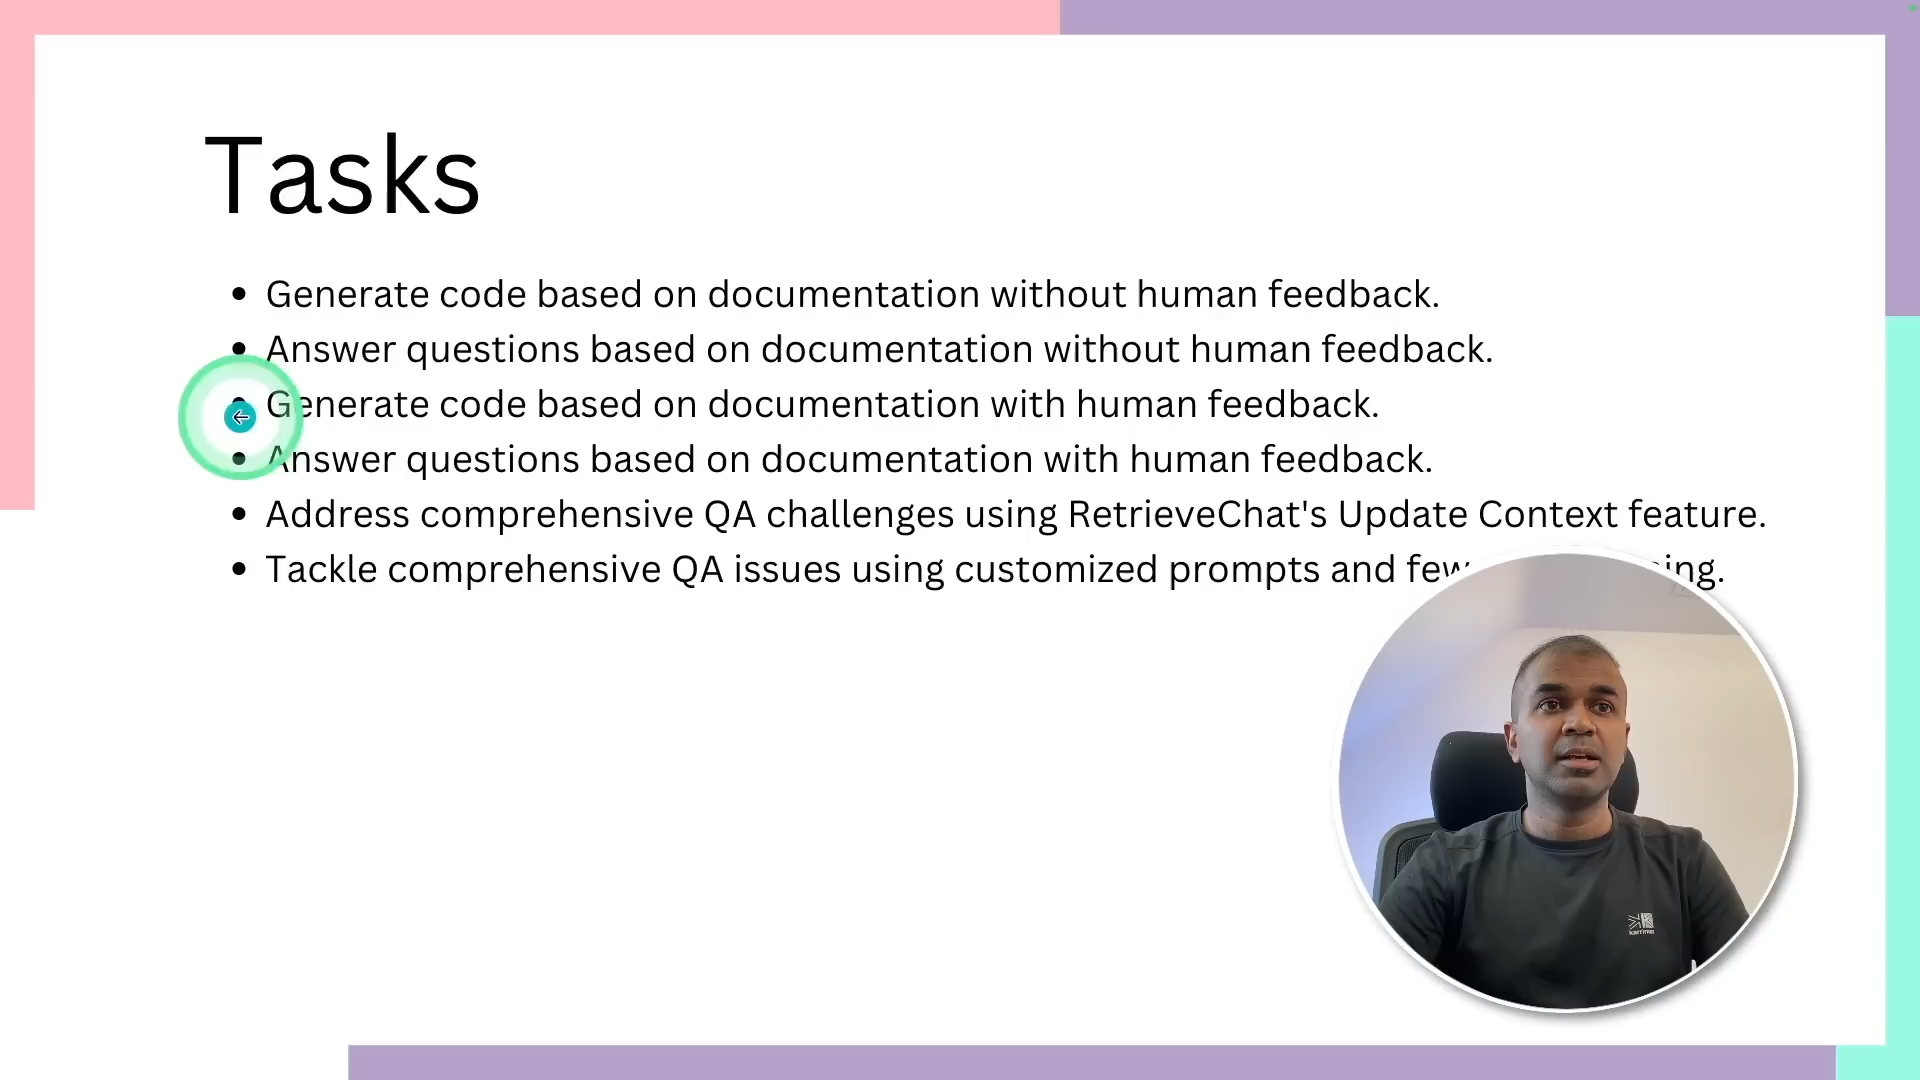 Tasks
• Generate code based on documentation without human feedback.
• Answer questions based on documentation without human feedback.
• Generate code based on documentation with human feedback.
• Answer questions based on documentation with human feedback.
• Address comprehensive QA challenges using RetrieveChat's Update Context feature.
• Tackle comprehensive QA issues using customized prompts and